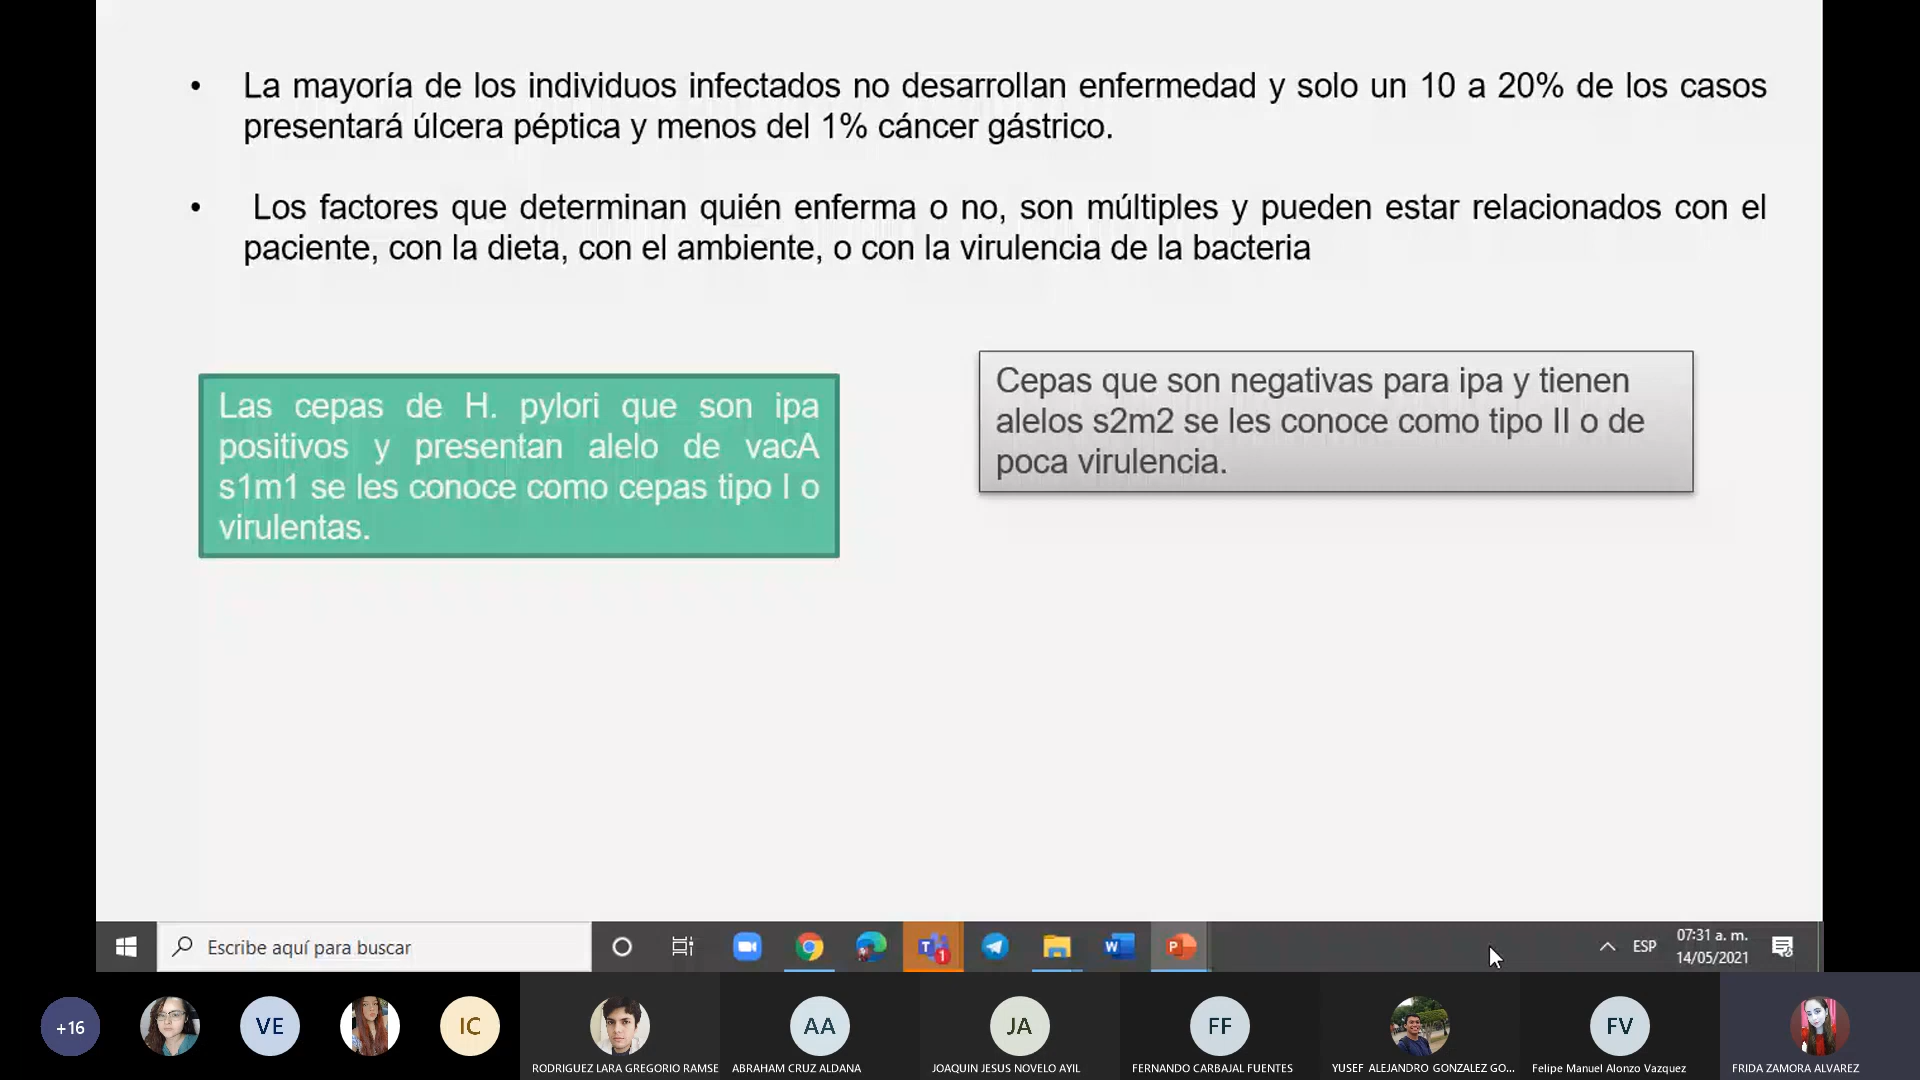 • La mayoría de los individuos infectados no desarrollan enfermedad y solo un 10 a 20% de los casos
presentará úlcera péptica y menos del 1% cáncer gástrico.
• Los factores que determinan quién enferma o no, son múltiples y pueden estar relacionados con el
paciente, con la dieta, con el ambiente, o con la virulencia de la bacteria
Las cepas de H. pylori que son ipa
positivos y presentan alelo de vacA
s1m1 se les conoce como cepas tipo I o
virulentas.
Cepas que son negativas para ipa y tienen
alelos s2m2 se les conoce como tipo II o de
poca virulencia.
Escribe aquí para buscar
T
1
W
P
ESP
07:31 a. m.
14/05/2021
+16
VE
IC
AA
JA
FF
FV
RODRIGUEZ LARA GREGORIO RAMSE
ABRAHAM CRUZ ALDANA
JOAQUIN JESUS NOVELO AYIL
FERNANDO CARBAJAL FUENTES
YUSEF ALEJANDRO GONZALEZ GO...
Felipe Manuel Alonzo Vazquez
FRIDA ZAMORA ALVAREZ